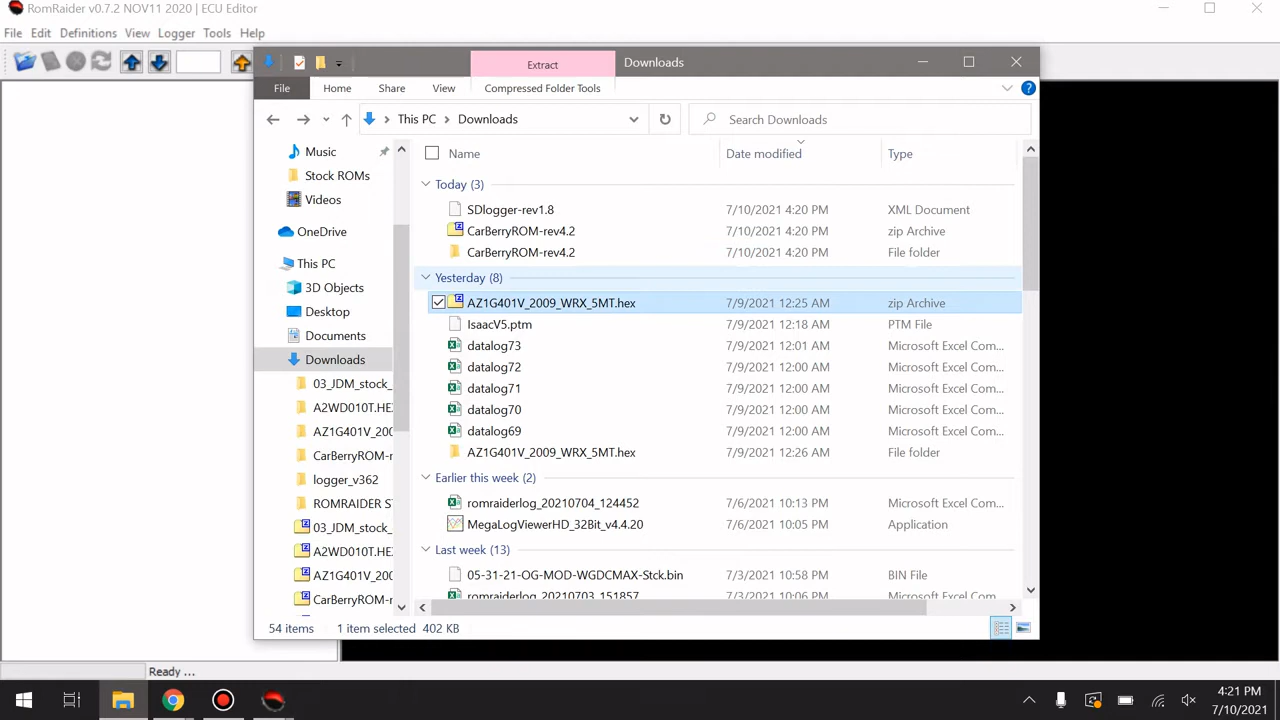 RomRaider v0.7.2 NOV11 2020 | ECU Editor
File Edit Definitions View Logger Tools Help
Extract Downloads
File Home Share View Compressed Folder Tools
This PC Downloads Search Downloads
Name Date modified Type
Music
Stock ROMs
Videos
OneDrive
This PC
3D Objects
Desktop
Documents
Downloads
03_JDM_stock_
A2WD010T.HE
AZ1G401V_200
CarBerryROM-r
logger_v362
ROMRAIDER S
03_JDM_stock_
A2WD010T.HE
AZ1G401V_200
CarBerryROM-r
Today (3)
SDlogger-rev1.8 7/10/2021 4:20 PM XML Document
CarBerryROM-rev4.2 7/10/2021 4:20 PM zip Archive
CarBerryROM-rev4.2 7/10/2021 4:20 PM File folder
Yesterday (8)
AZ1G401V_2009_WRX_5MT.hex 7/9/2021 12:25 AM zip Archive
IsaacV5.ptm 7/9/2021 12:18 AM PTM File
datalog73 7/9/2021 12:01 AM Microsoft Excel Com...
datalog72 7/9/2021 12:00 AM Microsoft Excel Com...
datalog71 7/9/2021 12:00 AM Microsoft Excel Com...
datalog70 7/9/2021 12:00 AM Microsoft Excel Com...
datalog69 7/9/2021 12:00 AM Microsoft Excel Com...
AZ1G401V_2009_WRX_5MT.hex 7/9/2021 12:26 AM File folder
Earlier this week (2)
romraiderlog_20210704_124452 7/6/2021 10:13 PM Microsoft Excel Com...
MegaLogViewerHD_32Bit_v4.4.20 7/6/2021 10:05 PM Application
Last week (13)
05-31-21-OG-MOD-WGDCMAX-Stck.bin 7/3/2021 10:58 PM BIN File
romraiderlog_20210703_151857 7/3/2021 10:06 PM Microsoft Excel Com...
54 items 1 item selected 402 KB
Ready ...
4:21 PM
7/10/2021